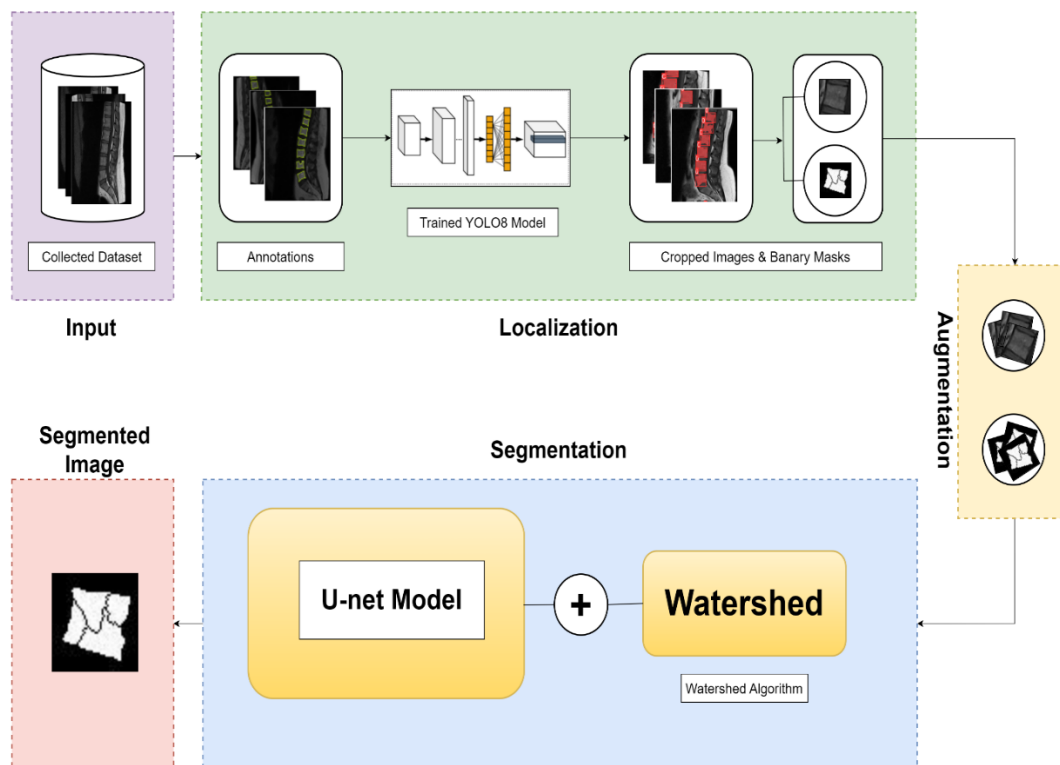 Collected Dataset
Annotations
Trained YOLO8 Model
Cropped Images & Banary Masks
Input
Localization
Augmentation
Segmented
Image
Segmentation
U-net Model
+
Watershed
Watershed Algorithm